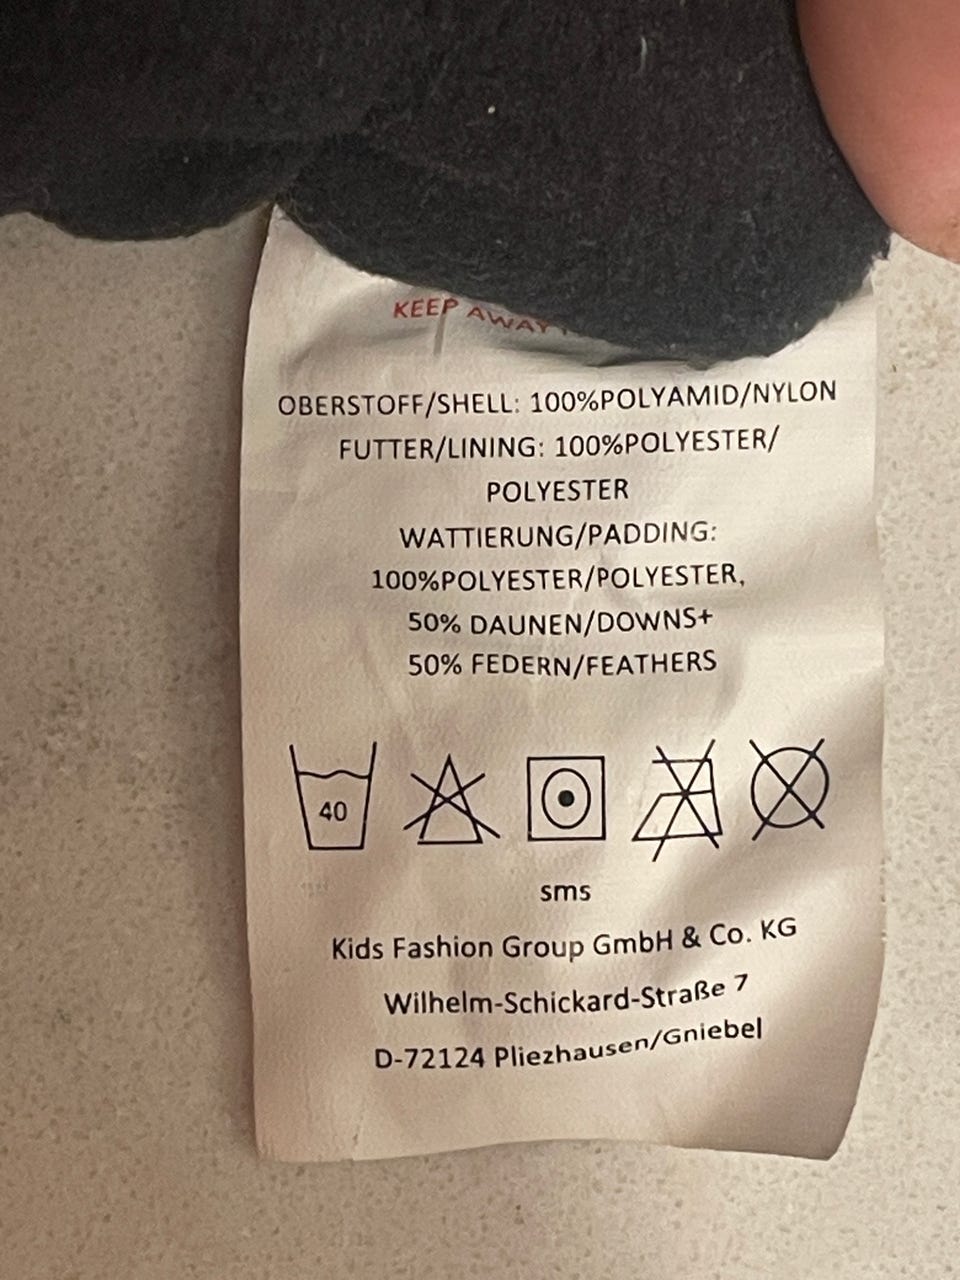 KEEP AWAY
OBERSTOFF/SHELL: 100%POLYAMID/NYLON
FUTTER/LINING: 100%POLYESTER/
POLYESTER
WATTIERUNG/PADDING:
100%POLYESTER/POLYESTER,
50% DAUNEN/DOWNS+
50% FEDERN/FEATHERS
40
sms
Kids Fashion Group GmbH & Co. KG
Wilhelm-Schickard-Straße 7
D-72124 Pliezhausen/Gniebel